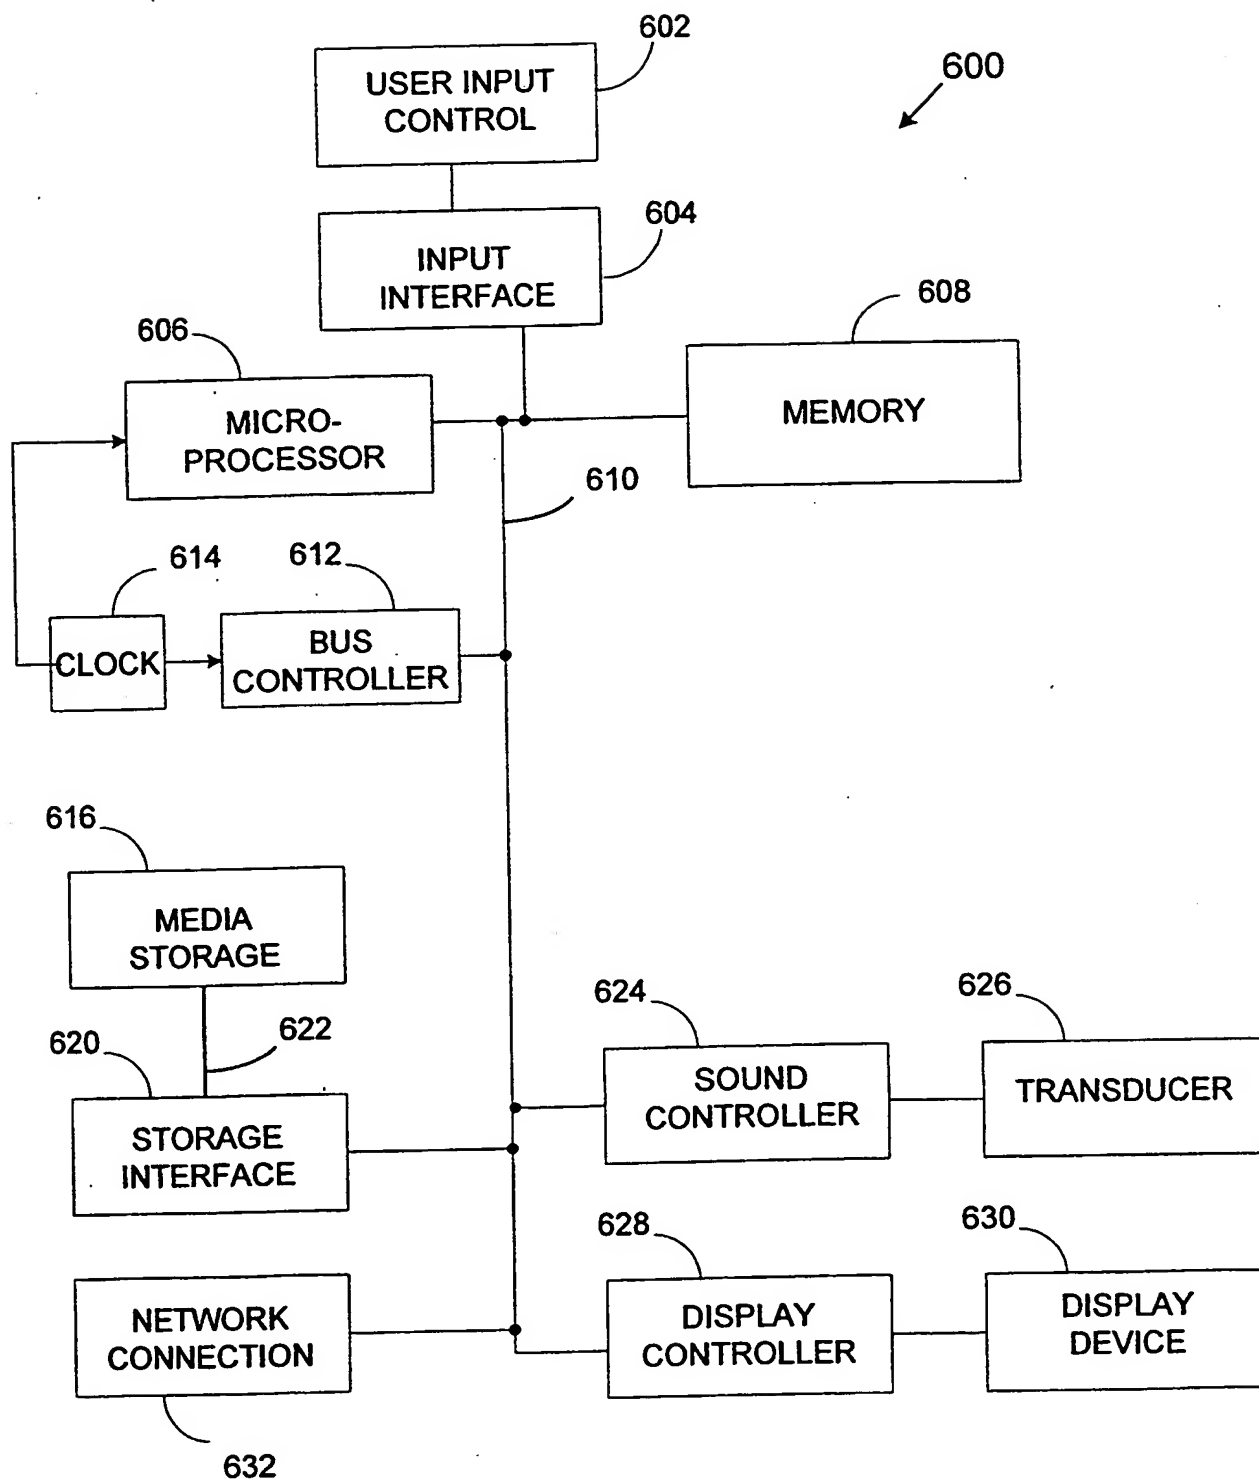 602
USER INPUT
CONTROL
600
604
INPUT
INTERFACE
608
606
MEMORY
MICRO-
PROCESSOR
610
614
612
CLOCK
BUS
CONTROLLER
616
MEDIA
STORAGE
624
626
622
620
SOUND
CONTROLLER
TRANSDUCER
STORAGE
INTERFACE
628
630
NETWORK
CONNECTION
DISPLAY
CONTROLLER
DISPLAY
DEVICE
632